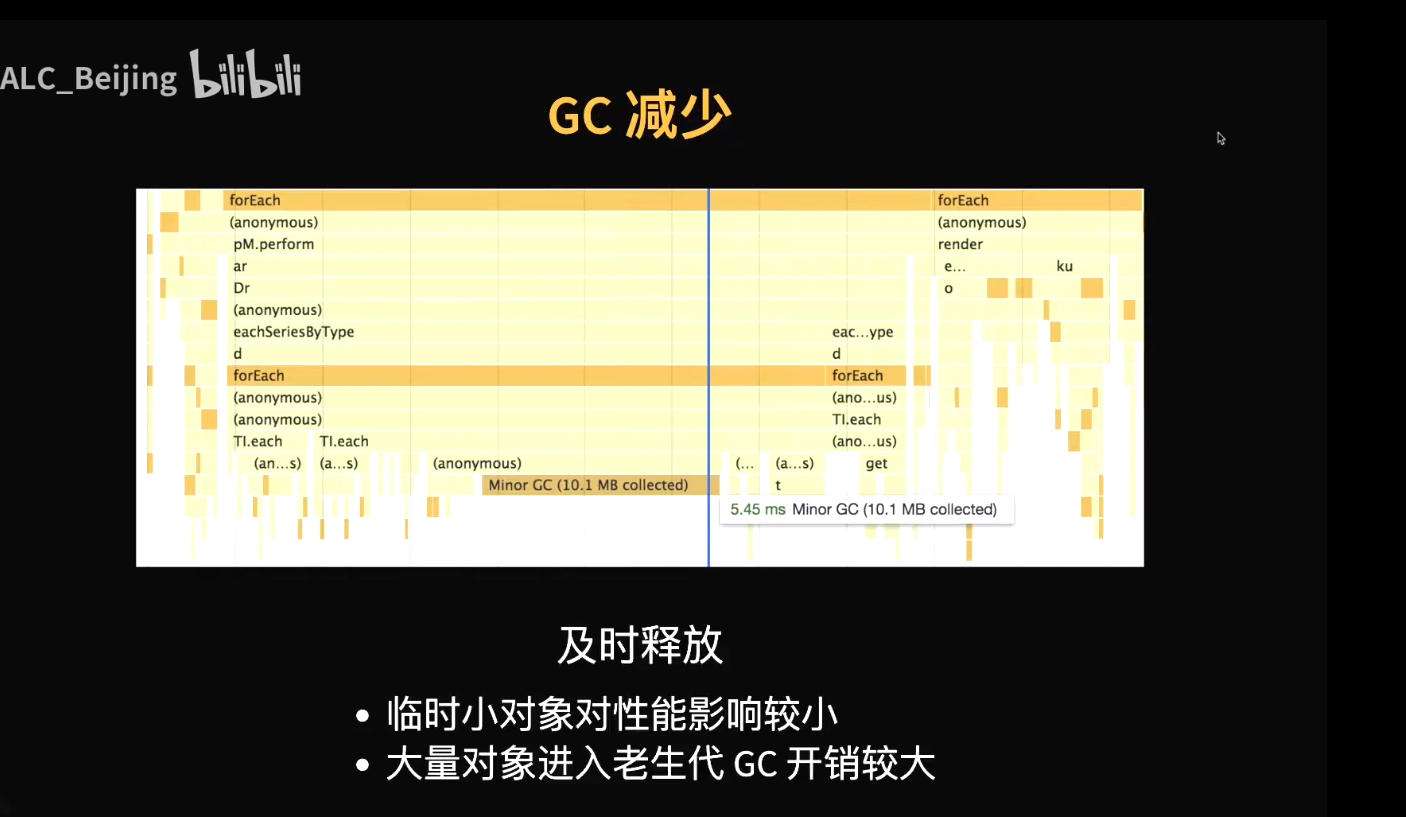 ALC_Beijing bilibili
GC 减少
forEach forEach
(anonymous) (anonymous)
pM.perform render
ar e... ku
Dr o
(anonymous)
eachSeriesByType eac...ype
d d
forEach forEach
(anonymous) (ano...us)
(anonymous) TI.each
TI.each TI.each (ano...us)
(an...s) (a...s) (anonymous) (... (a...s) get
Minor GC (10.1 MB collected) t
5.45 ms Minor GC (10.1 MB collected)
及时释放
• 临时小对象对性能影响较小
• 大量对象进入老生代 GC 开销较大